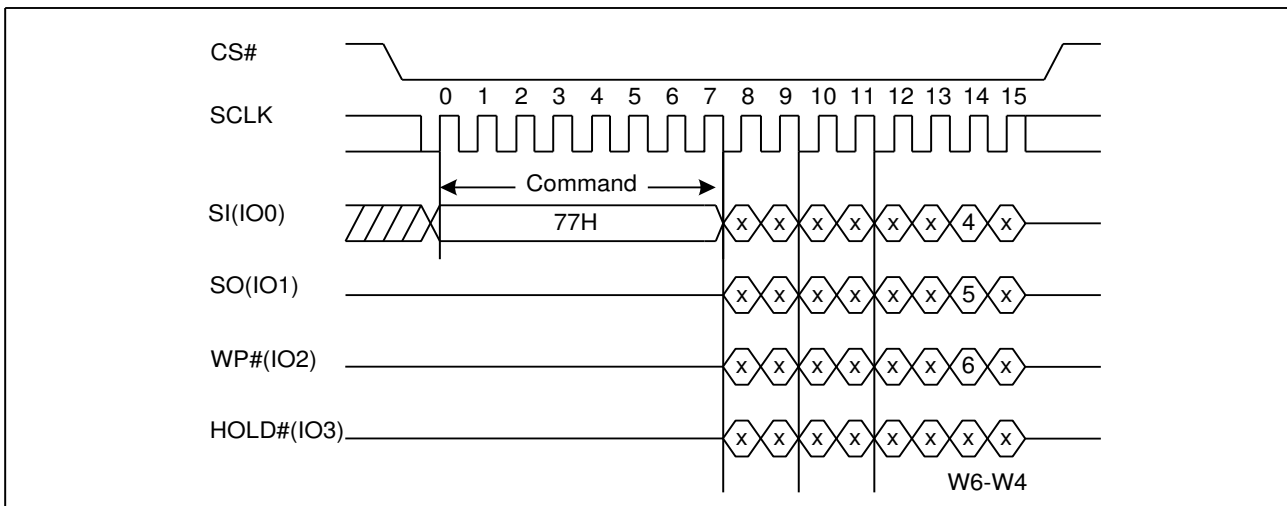 CS#
SCLK
0 1 2 3 4 5 6 7 8 9 10 11 12 13 14 15
Command
SI(IO0)
77H
x x x x x x 4 x
SO(IO1)
x x x x x x 5 x
WP#(IO2)
x x x x x x 6 x
HOLD#(IO3)
x x x x x x x x
W6-W4